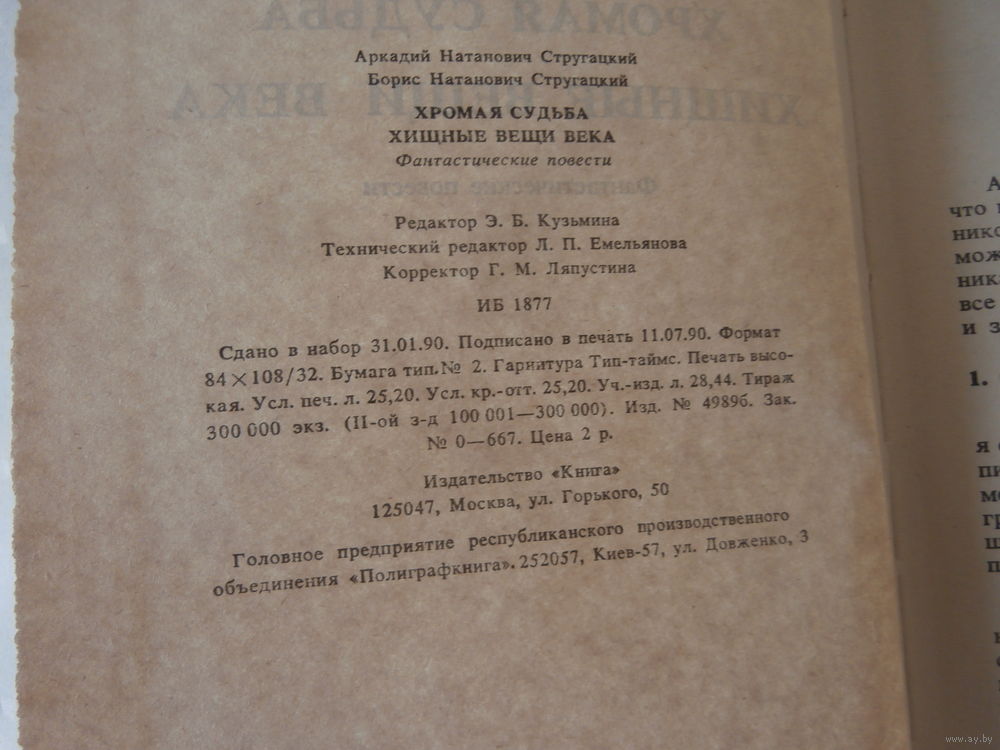 Аркадий Натанович Стругацкий
Борис Натанович Стругацкий
ХРОМАЯ СУДЬБА
ХИЩНЫЕ ВЕЩИ ВЕКА
Фантастические повести
Редактор Э. Б. Кузьмина
Технический редактор Л. П. Емельянова
Корректор Г. М. Ляпустина
ИБ 1877
Сдано в набор 31.01.90. Подписано в печать 11.07.90. Формат
84×108/32. Бумага тип.№ 2. Гарнитура Тип-таймс. Печать высо-
кая. Усл. печ. л. 25,20. Усл. кр.-отт. 25,20. Уч.-изд. л. 28,44. Тираж
300 000 экз. (II-ой з-д 100 001—300 000). Изд. № 4989б. Зак.
№ 0—667. Цена 2 р.
Издательство «Книга»
125047, Москва, ул. Горького, 50
Головное предприятие республиканского производственного
объединения «Полиграфкнига». 252057, Киев-57, ул. Довженко, 3
что
все
и з
1.
www.ay.by